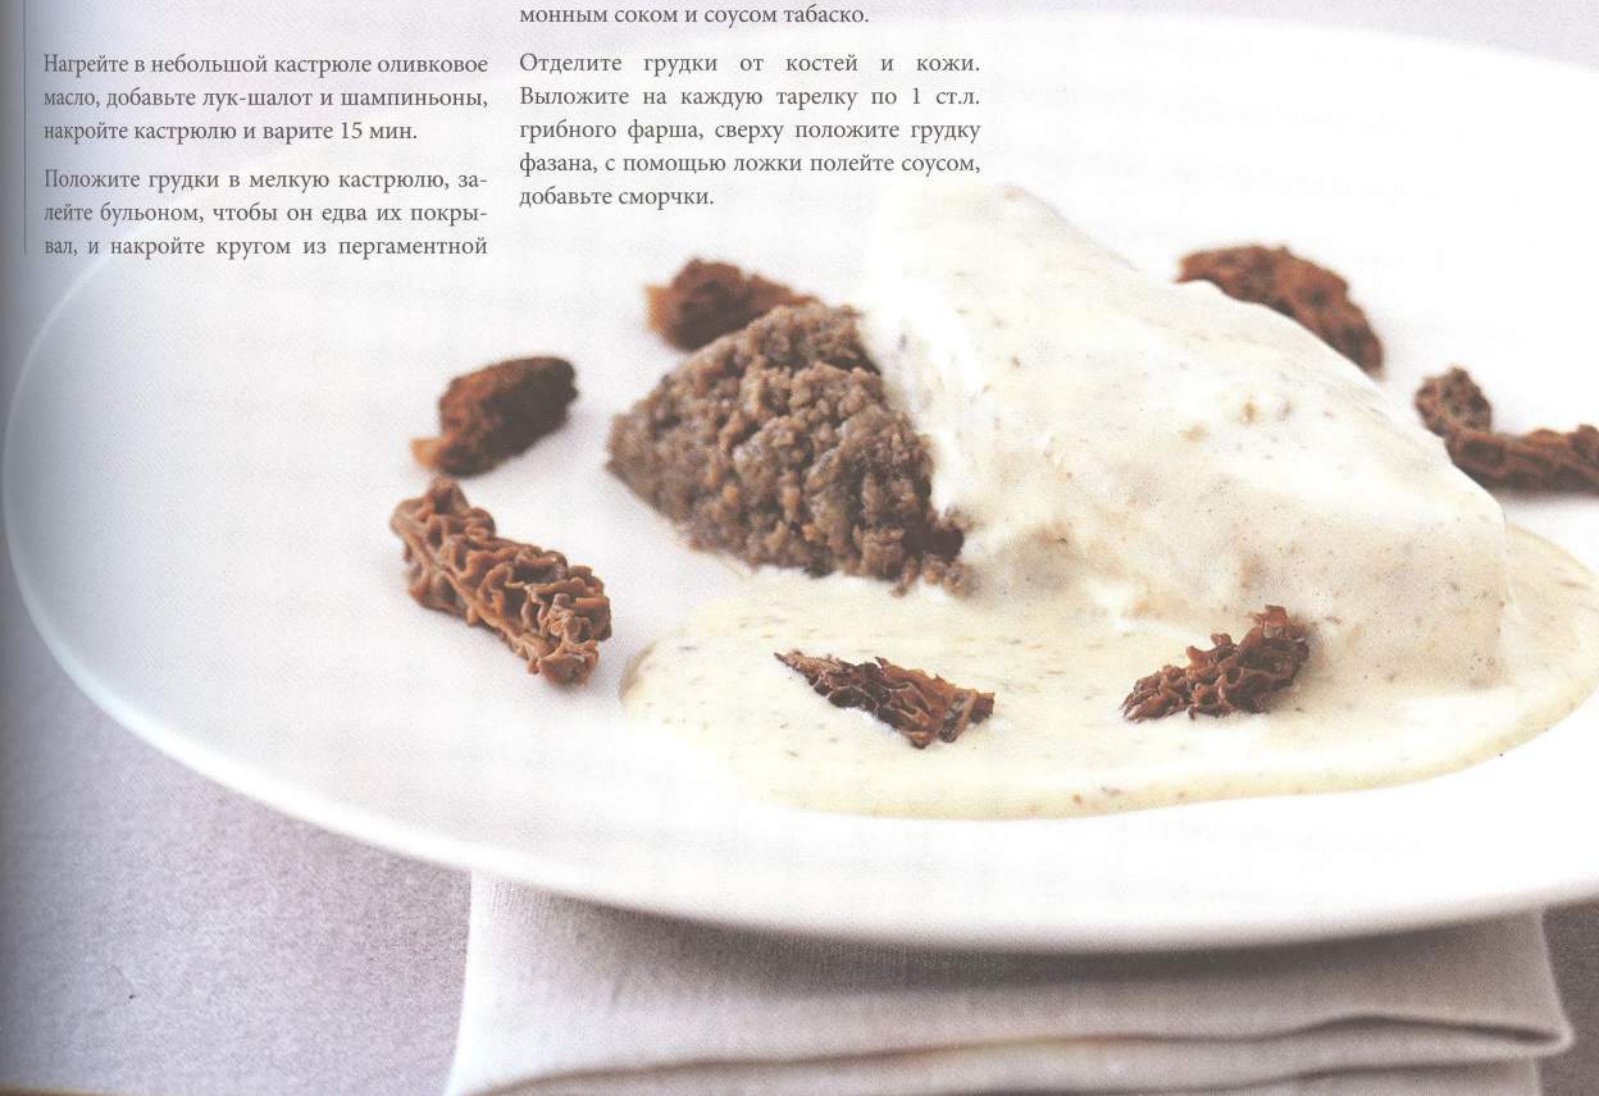 Нагрейте в небольшой кастрюле оливковое
масло, добавьте лук-шалот и шампиньоны,
накройте кастрюлю и варите 15 мин.
Положите грудки в мелкую кастрюлю, за-
лейте бульоном, чтобы он едва их покры-
вал, и накройте кругом из пергаментной
монным соком и соусом табаско.
Отделите грудки от костей и кожи.
Выложите на каждую тарелку по 1 ст.л.
грибного фарша, сверху положите грудку
фазана, с помощью ложки полейте соусом,
добавьте сморчки.